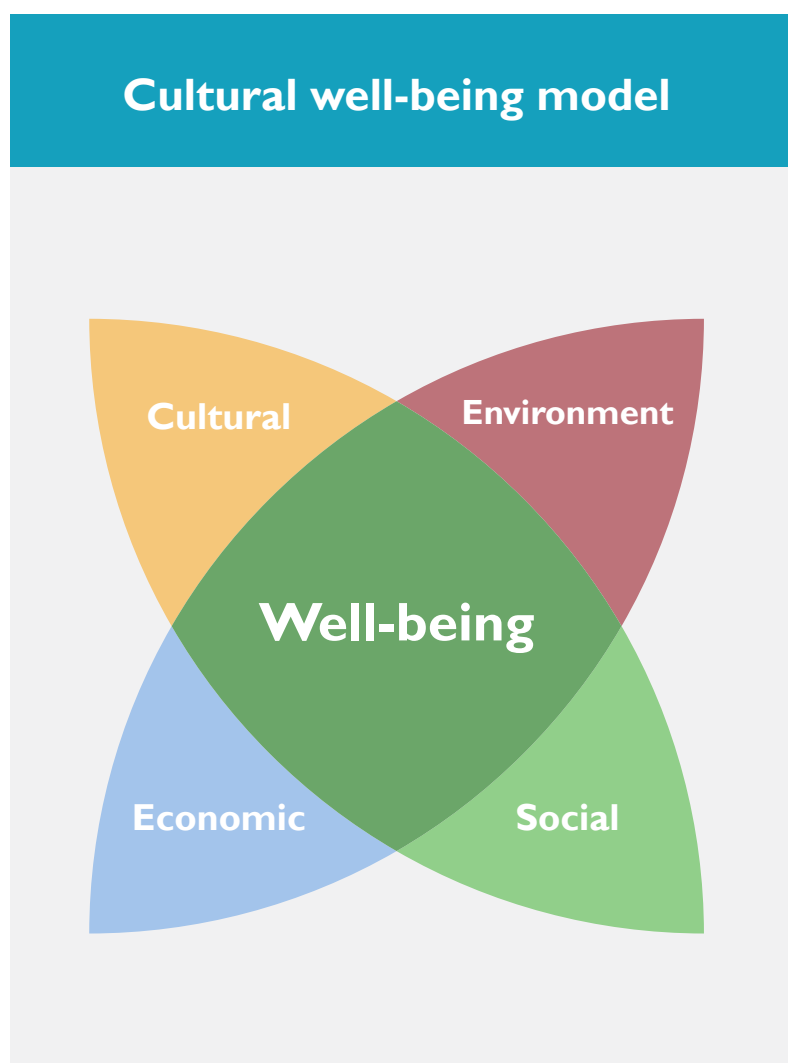 Cultural well-being model
Cultural
Environment
Well-being
Economic
Social